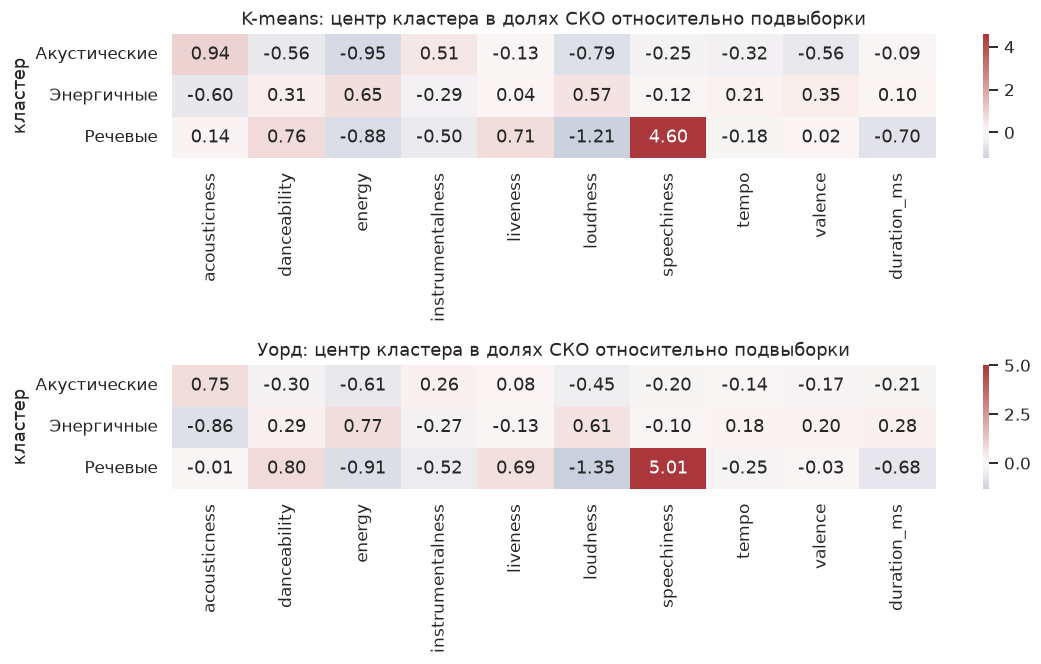 K-means: центр кластера в долях СКО относительно подвыборки
кластер
Акустические 0.94 -0.56 -0.95 0.51 -0.13 -0.79 -0.25 -0.32 -0.56 -0.09
Энергичные -0.60 0.31 0.65 -0.29 0.04 0.57 -0.12 0.21 0.35 0.10
Речевые 0.14 0.76 -0.88 -0.50 0.71 -1.21 4.60 -0.18 0.02 -0.70
acousticness danceability energy instrumentalness liveness loudness speechiness tempo valence duration_ms
4
2
0
Уорд: центр кластера в долях СКО относительно подвыборки
кластер
Акустические 0.75 -0.30 -0.61 0.26 0.08 -0.45 -0.20 -0.14 -0.17 -0.21
Энергичные -0.86 0.29 0.77 -0.27 -0.13 0.61 -0.10 0.18 0.20 0.28
Речевые -0.01 0.80 -0.91 -0.52 0.69 -1.35 5.01 -0.25 -0.03 -0.68
acousticness danceability energy instrumentalness liveness loudness speechiness tempo valence duration_ms
5.0
2.5
0.0